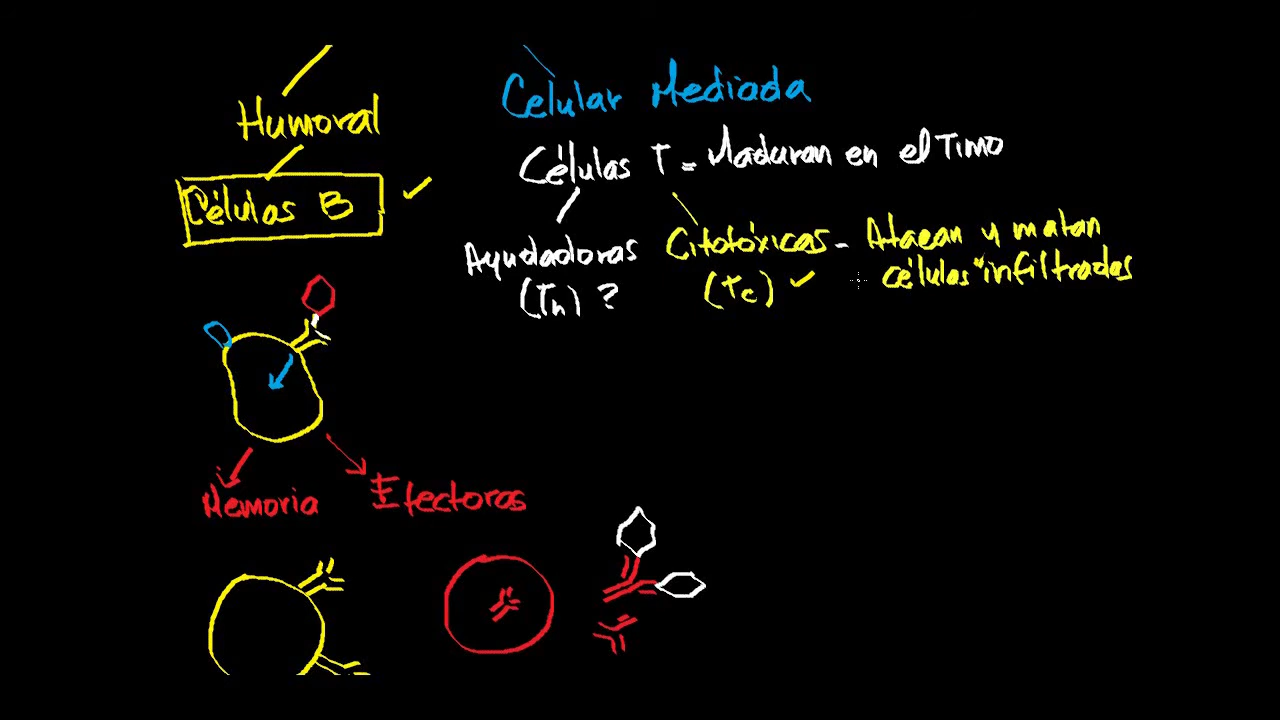 Humoral
Células B
Celular Mediada
Células T = Maduran en el Timo
Ayudadoras
(Th) ?
Citotóxicas - Atacan y matan
(Tc)
células "infiltradas
Memoria
Efectoras